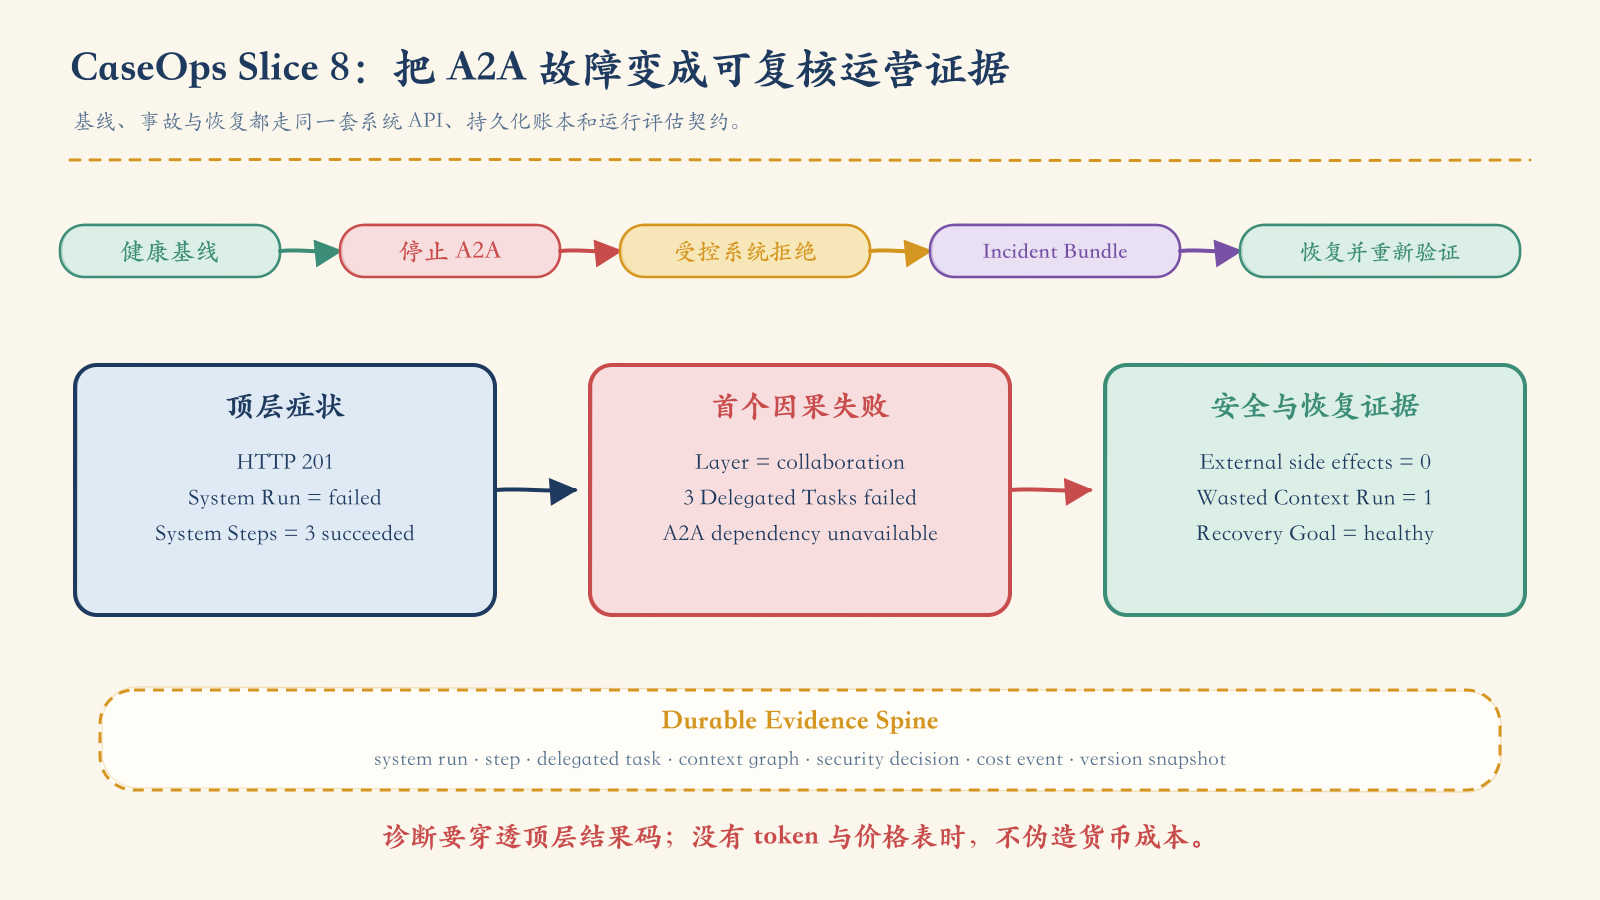 CaseOps Slice 8：把 A2A 故障变成可复核运营证据
基线、事故与恢复都走同一套系统 API、持久化账本和运行评估契约。
健康基线
停止 A2A
受控系统拒绝
Incident Bundle
恢复并重新验证
顶层症状
HTTP 201
System Run = failed
System Steps = 3 succeeded
首个因果失败
Layer = collaboration
3 Delegated Tasks failed
A2A dependency unavailable
安全与恢复证据
External side effects = 0
Wasted Context Run = 1
Recovery Goal = healthy
Durable Evidence Spine
system run · step · delegated task · context graph · security decision · cost event · version snapshot
诊断要穿透顶层结果码；没有 token 与价格表时，不伪造货币成本。